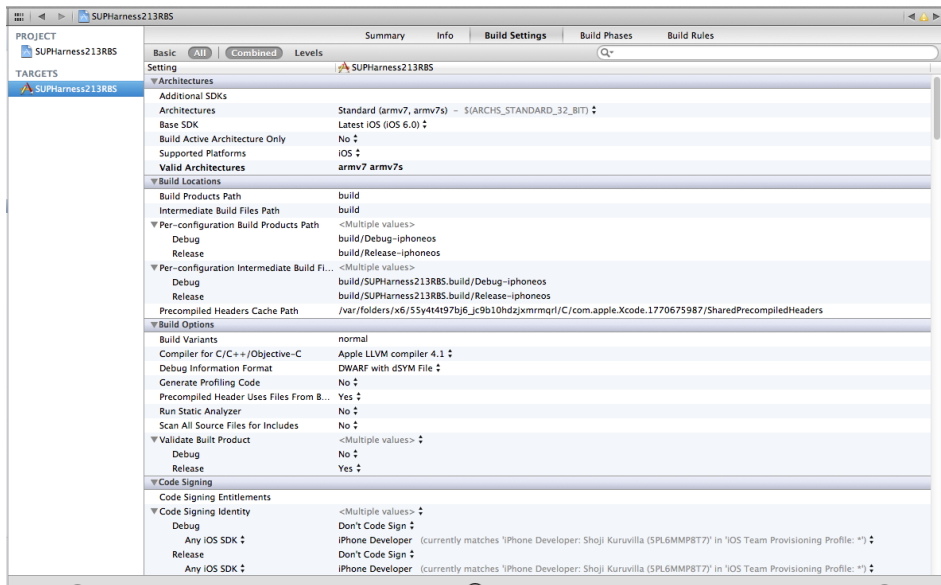 SUPHarness213RBS
PROJECT
SUPHarness213RBS
TARGETS
SUPHarness213RBS
Summary Info Build Settings Build Phases Build Rules
Basic All Combined Levels
Setting SUPHarness213RBS
Architectures
Additional SDKs
Architectures Standard (armv7, armv7s) – $(ARCHS_STANDARD_32_BIT)
Base SDK Latest iOS (iOS 6.0)
Build Active Architecture Only No
Supported Platforms iOS
Valid Architectures armv7 armv7s
Build Locations
Build Products Path build
Intermediate Build Files Path build
Per-configuration Build Products Path <Multiple values>
Debug build/Debug-iphoneos
Release build/Release-iphoneos
Per-configuration Intermediate Build Fi... <Multiple values>
Debug build/SUPHarness213RBS.build/Debug-iphoneos
Release build/SUPHarness213RBS.build/Release-iphoneos
Precompiled Headers Cache Path /var/folders/x6/55y4t4t97bj6_jc9b10hdzjxmrmqrl/C/com.apple.Xcode.1770675987/SharedPrecompiledHeaders
Build Options
Build Variants normal
Compiler for C/C++/Objective-C Apple LLVM compiler 4.1
Debug Information Format DWARF with dSYM File
Generate Profiling Code No
Precompiled Header Uses Files From B... Yes
Run Static Analyzer No
Scan All Source Files for Includes No
Validate Built Product <Multiple values>
Debug No
Release Yes
Code Signing
Code Signing Entitlements
Code Signing Identity <Multiple values>
Debug Don't Code Sign
Any iOS SDK iPhone Developer (currently matches 'iPhone Developer: Shoji Kuruvilla (5PL6MMP8T7)' in 'iOS Team Provisioning Profile: *')
Release Don't Code Sign
Any iOS SDK iPhone Developer (currently matches 'iPhone Developer: Shoji Kuruvilla (5PL6MMP8T7)' in 'iOS Team Provisioning Profile: *')